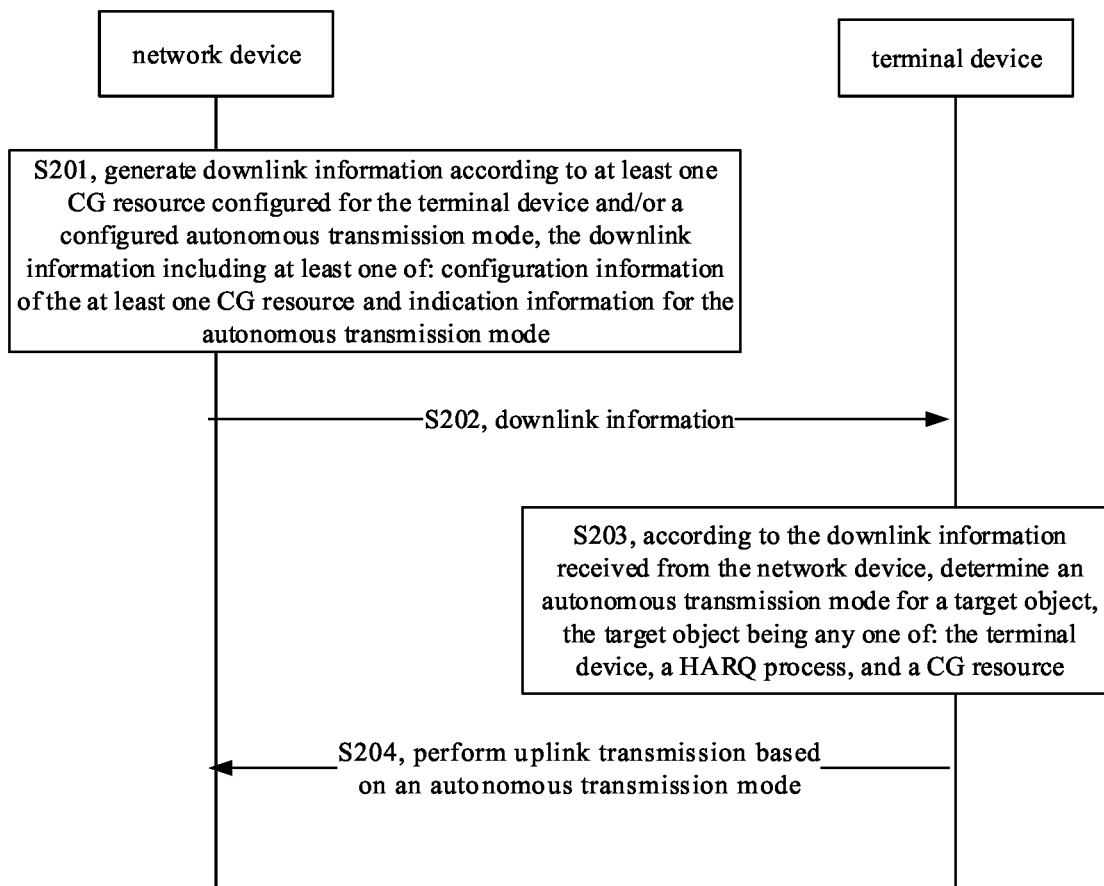 network device
terminal device
S201, generate downlink information according to at least one
CG resource configured for the terminal device and/or a
configured autonomous transmission mode, the downlink
information including at least one of: configuration information
of the at least one CG resource and indication information for the
autonomous transmission mode
S202, downlink information
S203, according to the downlink information
received from the network device, determine an
autonomous transmission mode for a target object,
the target object being any one of: the terminal
device, a HARQ process, and a CG resource
S204, perform uplink transmission based
on an autonomous transmission mode